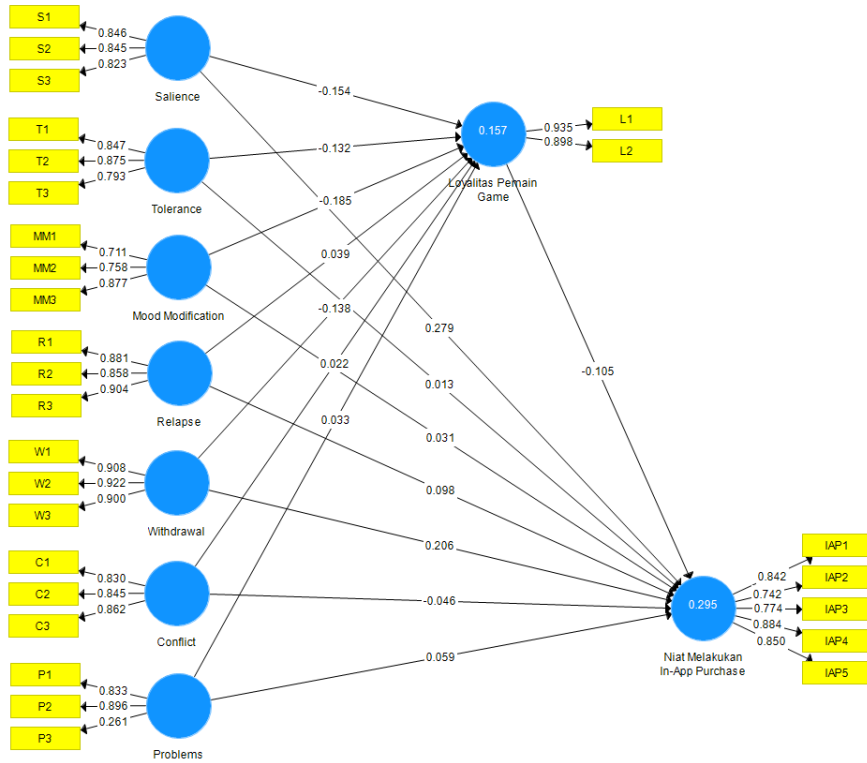 S1
0.846
S2
0.845
S3
0.823
Salience
T1
0.847
T2
0.875
T3
0.793
Tolerance
MM1
0.711
MM2
0.758
MM3
0.877
Mood Modification
R1
0.881
R2
0.858
R3
0.904
Relapse
W1
0.908
W2
0.922
W3
0.900
Withdrawal
C1
0.830
C2
0.845
C3
0.862
Conflict
P1
0.833
P2
0.896
P3
0.261
Problems
-0.154
-0.132
-0.185
0.039
-0.138
0.022
0.033
0.279
0.013
0.031
0.098
0.206
-0.046
0.059
-0.105
0.157
Loyalitas Pemain
Game
0.935
L1
0.898
L2
0.295
Niat Melakukan
In-App Purchase
0.842
IAP1
0.742
IAP2
0.774
IAP3
0.884
IAP4
0.850
IAP5